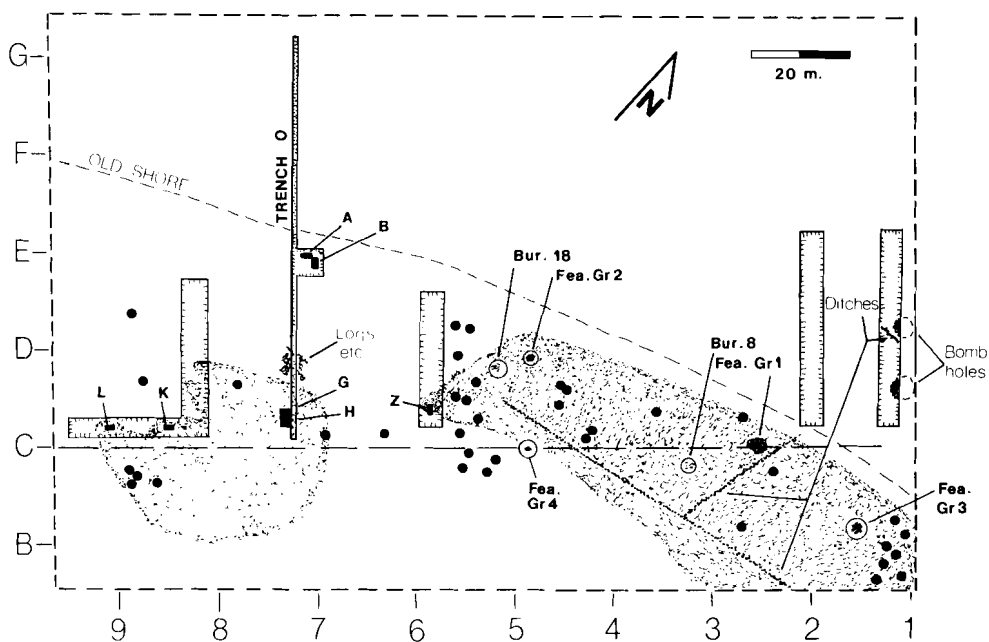 G
F
E
D
C
B
9 8 7 6 5 4 3 2 1
20 m.
N
OLD SHORE
TRENCH O
A
B
Bur. 18
Fea. Gr 2
Ditches
Logs
etc
Bur. 8
Fea. Gr 1
Bomb
holes
L
K
G
H
Z
Fea.
Gr 4
Fea.
Gr 3